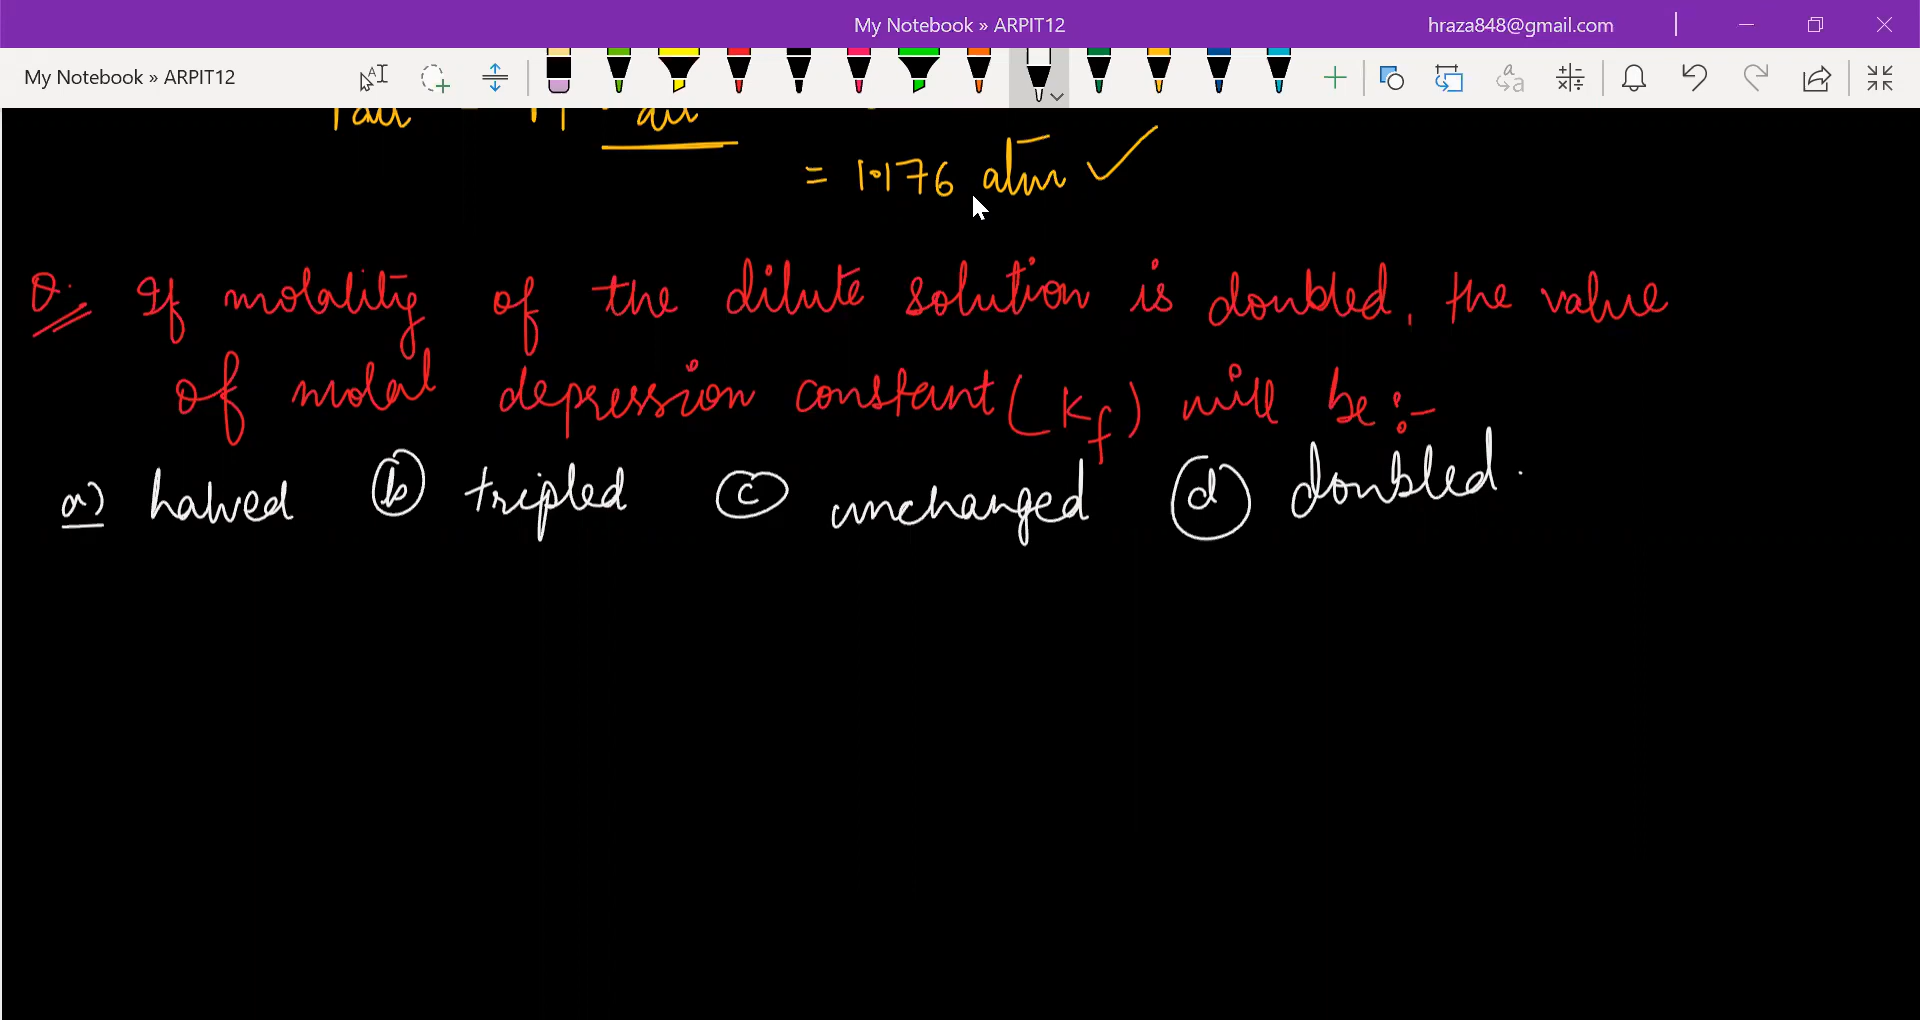 My Notebook » ARPIT12
hraza848@gmail.com
My Notebook » ARPIT12
= 1.176 atm ✓
Q. If molality of the dilute solution is doubled, the value
of molal depression constant (Kf) will be :-
a) halved (b) tripled (c) unchanged (d) doubled.